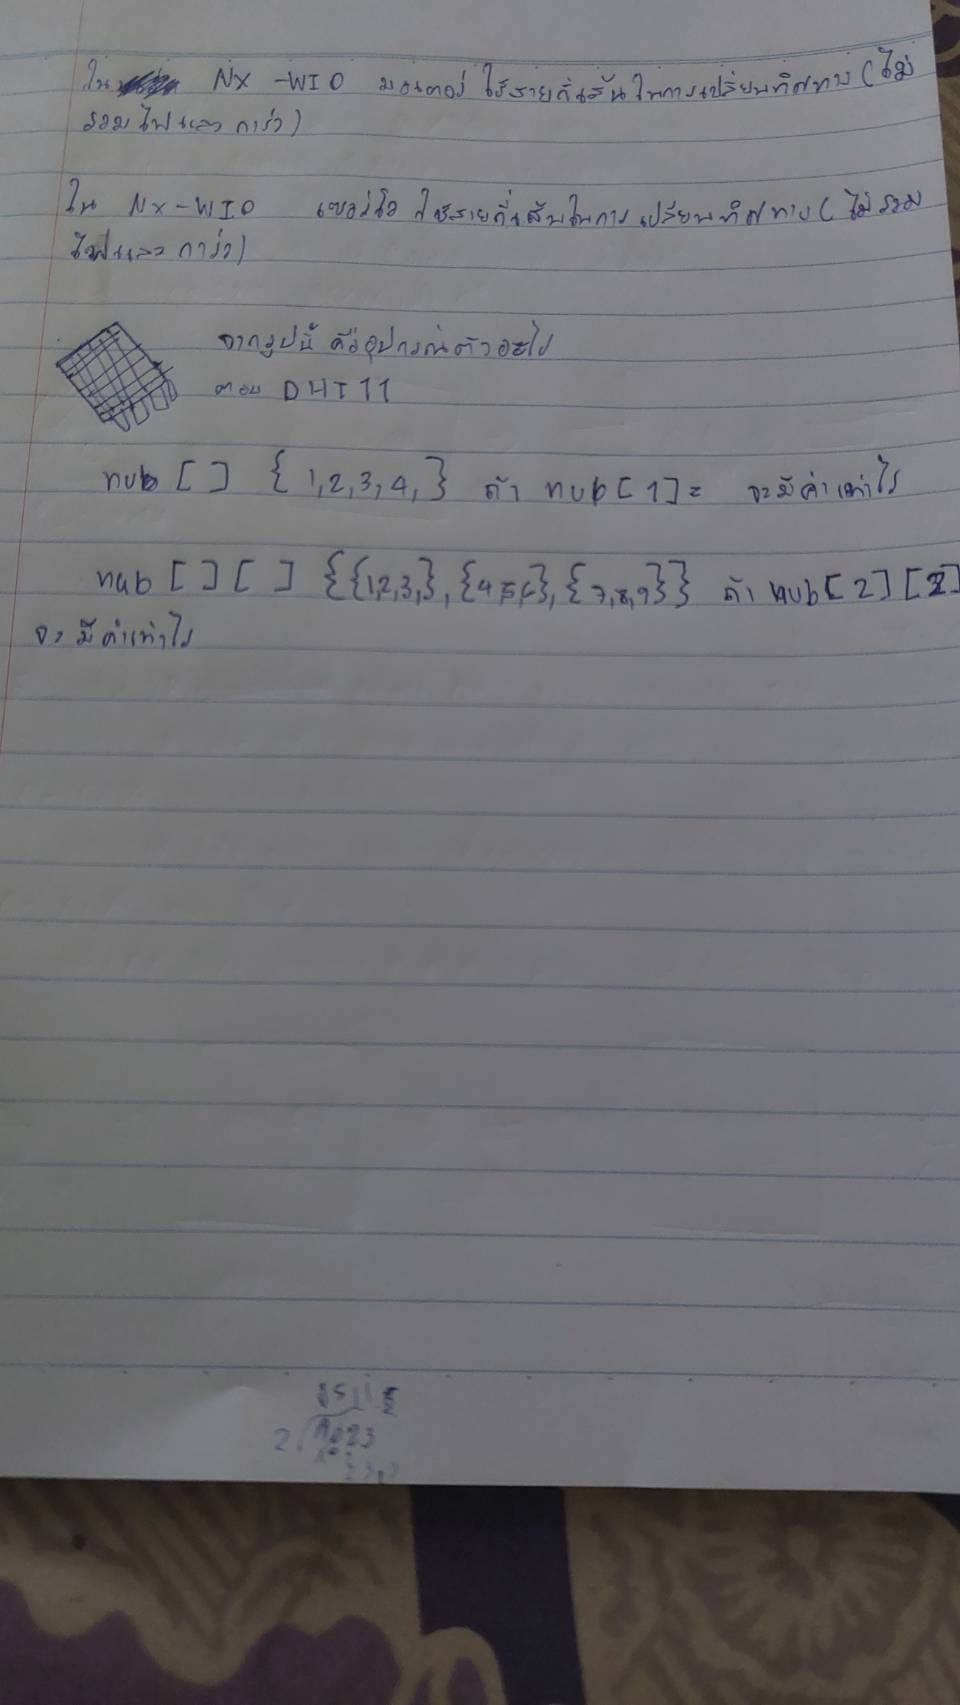 ใน NX -WIO มอเตอร์ ใช้สายกี่เส้น ในการเปลี่ยนทิศทาง (ไม่
รวม ไฟ และ กาว)
ใน NX-WIO เซอร์โว ใช้สายกี่เส้นในการ เปลี่ยนทิศทาง ( ไม่รวม
ไฟและ กาว)
จากรูปนี้ คืออุปกรณ์ตัวอะไร
ตอบ DHT11
nub [ ] { 1,2,3,4,} ถ้า nub[1]= จะมีค่าเท่าไร
nub [ ] [ ] {{1,2,3,},{4,5,6},{7,8,9}} ถ้า nub[2][2]
จะ มีค่าเท่าไร
2 1023